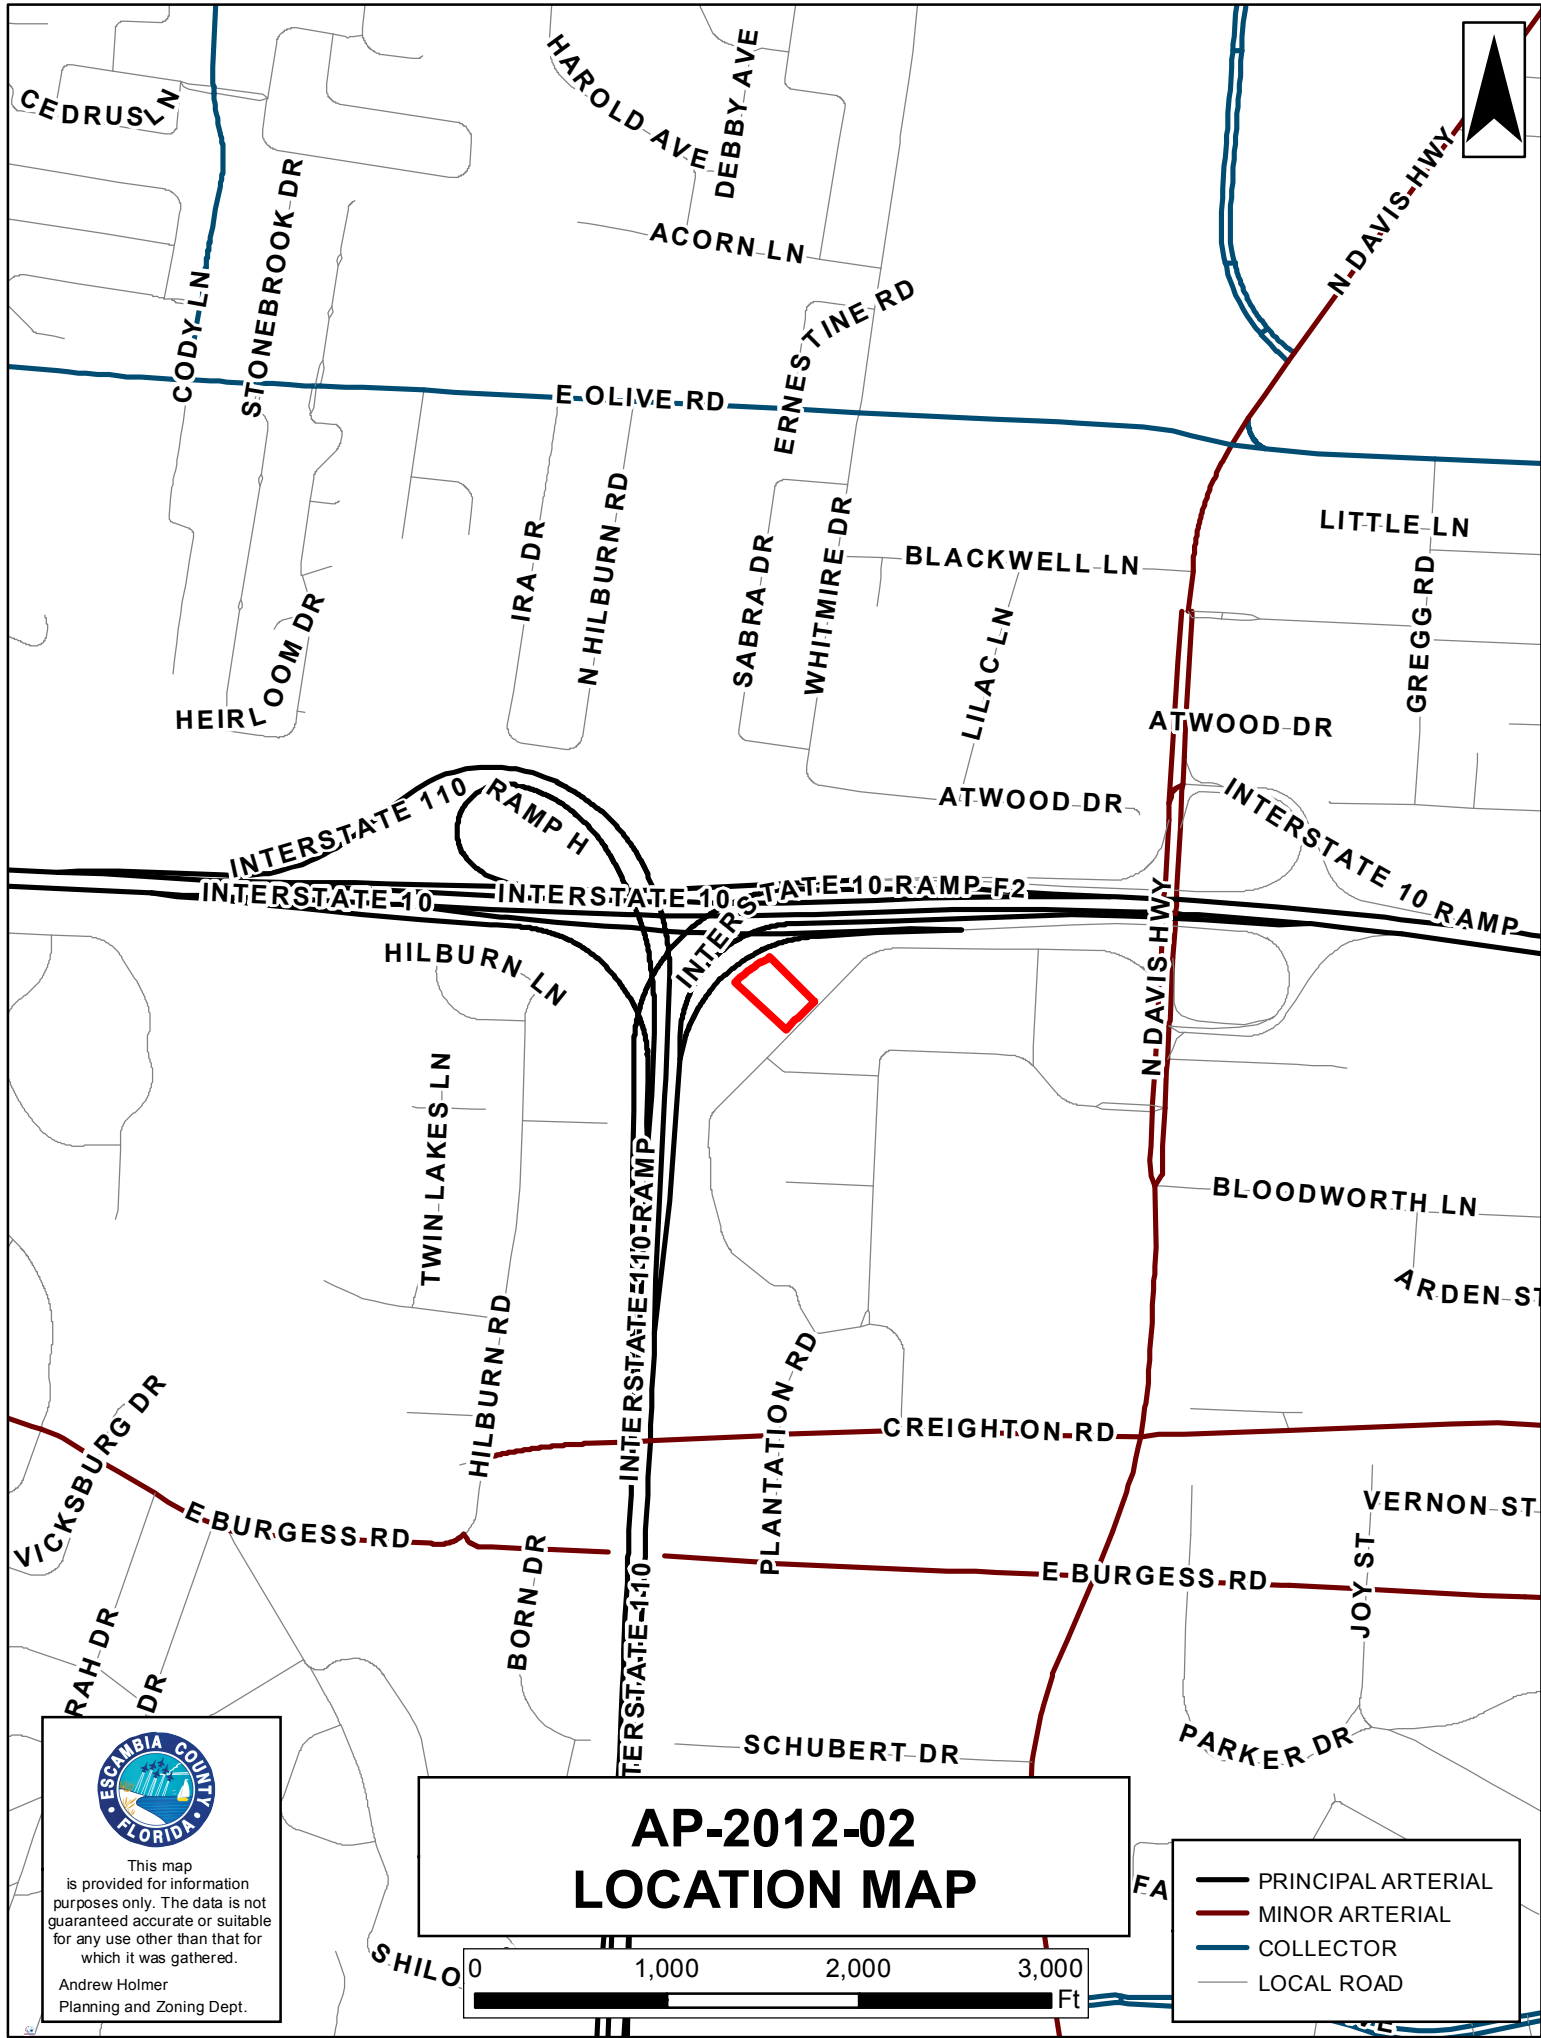 CEDRUS LN
HAROLD AVE
DEBBY AVE
N DAVIS HWY
STONEBROOK DR
ACORN LN
CODY LN
ERNESTINE RD
E OLIVE RD
IRA DR
N HILBURN RD
SABRA DR
WHITMIRE DR
BLACKWELL LN
LITTLE LN
GREGG RD
LILAC LN
HEIRLOOM DR
ATWOOD DR
ATWOOD DR
INTERSTATE 110
RAMP H
INTERSTATE 10 RAMP
INTERSTATE 10
INTERSTATE 10
INTERSTATE 10 RAMP F2
HILBURN LN
N DAVIS HWY
TWIN LAKES LN
INTERSTATE 110 RAMP
BLOODWORTH LN
ARDEN ST
HILBURN RD
PLANTATION RD
VICKSBURG DR
CREIGHTON RD
VERNON ST
E BURGESS RD
BORN DR
INTERSTATE 110
E BURGESS RD
JOY ST
RAH DR
DR
TERSTATE 110
SCHUBERT DR
PARKER DR
ESCAMBIA COUNTY
FLORIDA
This map
is provided for information
purposes only. The data is not
guaranteed accurate or suitable
for any use other than that for
which it was gathered.
Andrew Holmer
Planning and Zoning Dept.
AP-2012-02
LOCATION MAP
SHILO
0 1,000 2,000 3,000
Ft
FA
PRINCIPAL ARTERIAL
MINOR ARTERIAL
COLLECTOR
LOCAL ROAD